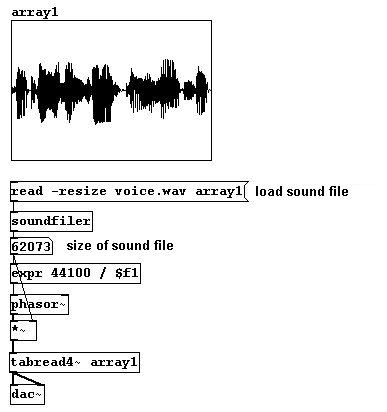 array1
read -resize voice.wav array1 load sound file
soundfiler
62073 size of sound file
expr 44100 / $f1
phasor~
*~
tabread4~ array1
dac~